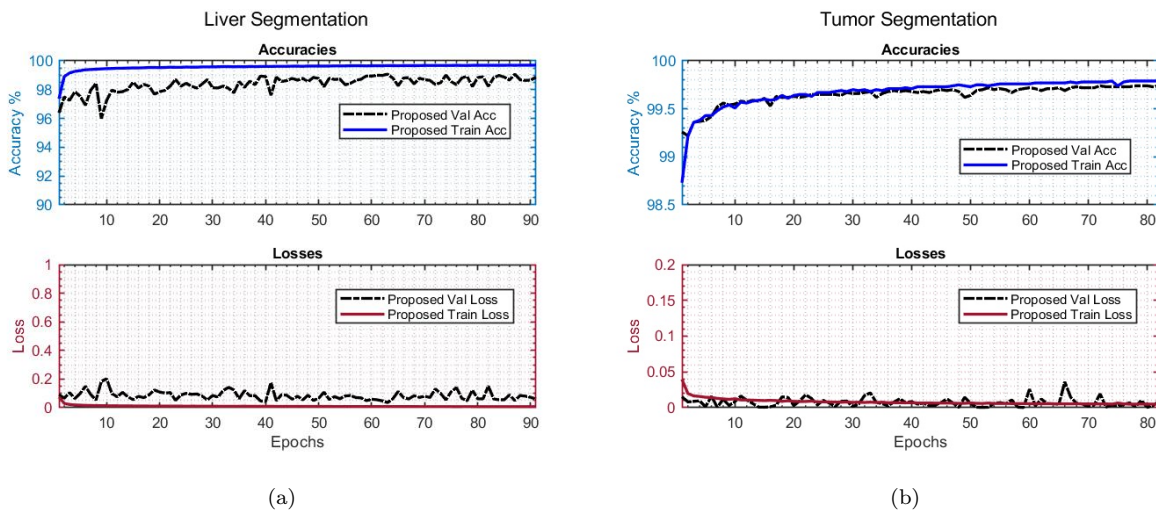 Liver Segmentation
Accuracies
100
98
96
94
92
90
Accuracy %
Proposed Val Acc
Proposed Train Acc
10 20 30 40 50 60 70 80 90
Losses
1
0.8
0.6
0.4
0.2
0
Loss
Proposed Val Loss
Proposed Train Loss
10 20 30 40 50 60 70 80 90
Epochs
(a)
Tumor Segmentation
Accuracies
100
99.5
99
98.5
Accuracy %
Proposed Val Acc
Proposed Train Acc
10 20 30 40 50 60 70 80
Losses
0.2
0.15
0.1
0.05
0
Loss
Proposed Val Loss
Proposed Train Loss
10 20 30 40 50 60 70 80
Epochs
(b)